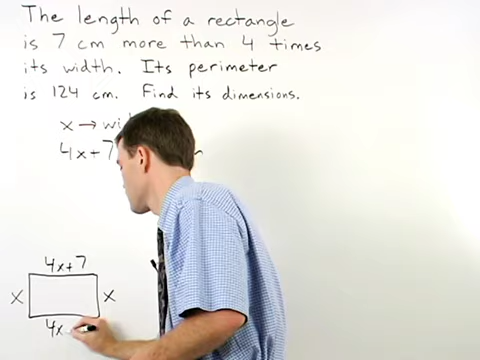 The length of a rectangle
is 7 cm more than 4 times
its width. Its perimeter
is 124 cm. Find its dimensions.
x →
4x+7
4x+7
x x
4x